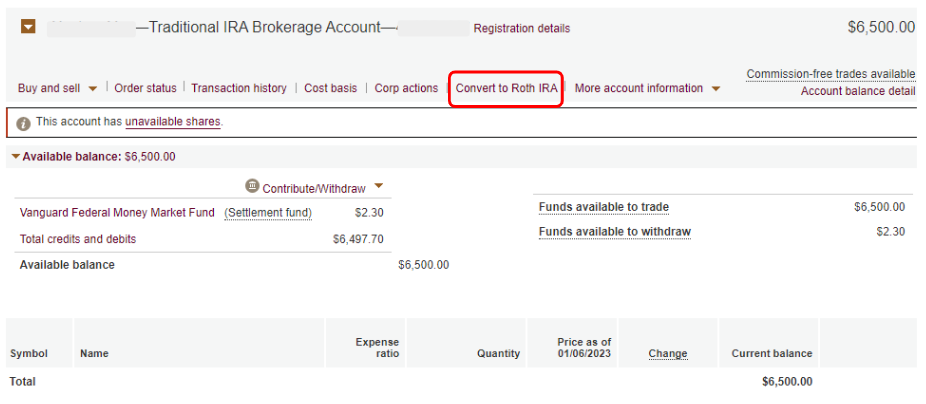 —Traditional IRA Brokerage Account— Registration details $6,500.00
Commission-free trades available
Buy and sell Order status Transaction history Cost basis Corp actions Convert to Roth IRA More account information Account balance detail
This account has unavailable shares.
Available balance: $6,500.00
Contribute/Withdraw
Vanguard Federal Money Market Fund (Settlement fund) $2.30 Funds available to trade $6,500.00
Total credits and debits $6,497.70 Funds available to withdraw $2.30
Available balance $6,500.00
Symbol Name Expense ratio Quantity Price as of 01/06/2023 Change Current balance
Total $6,500.00